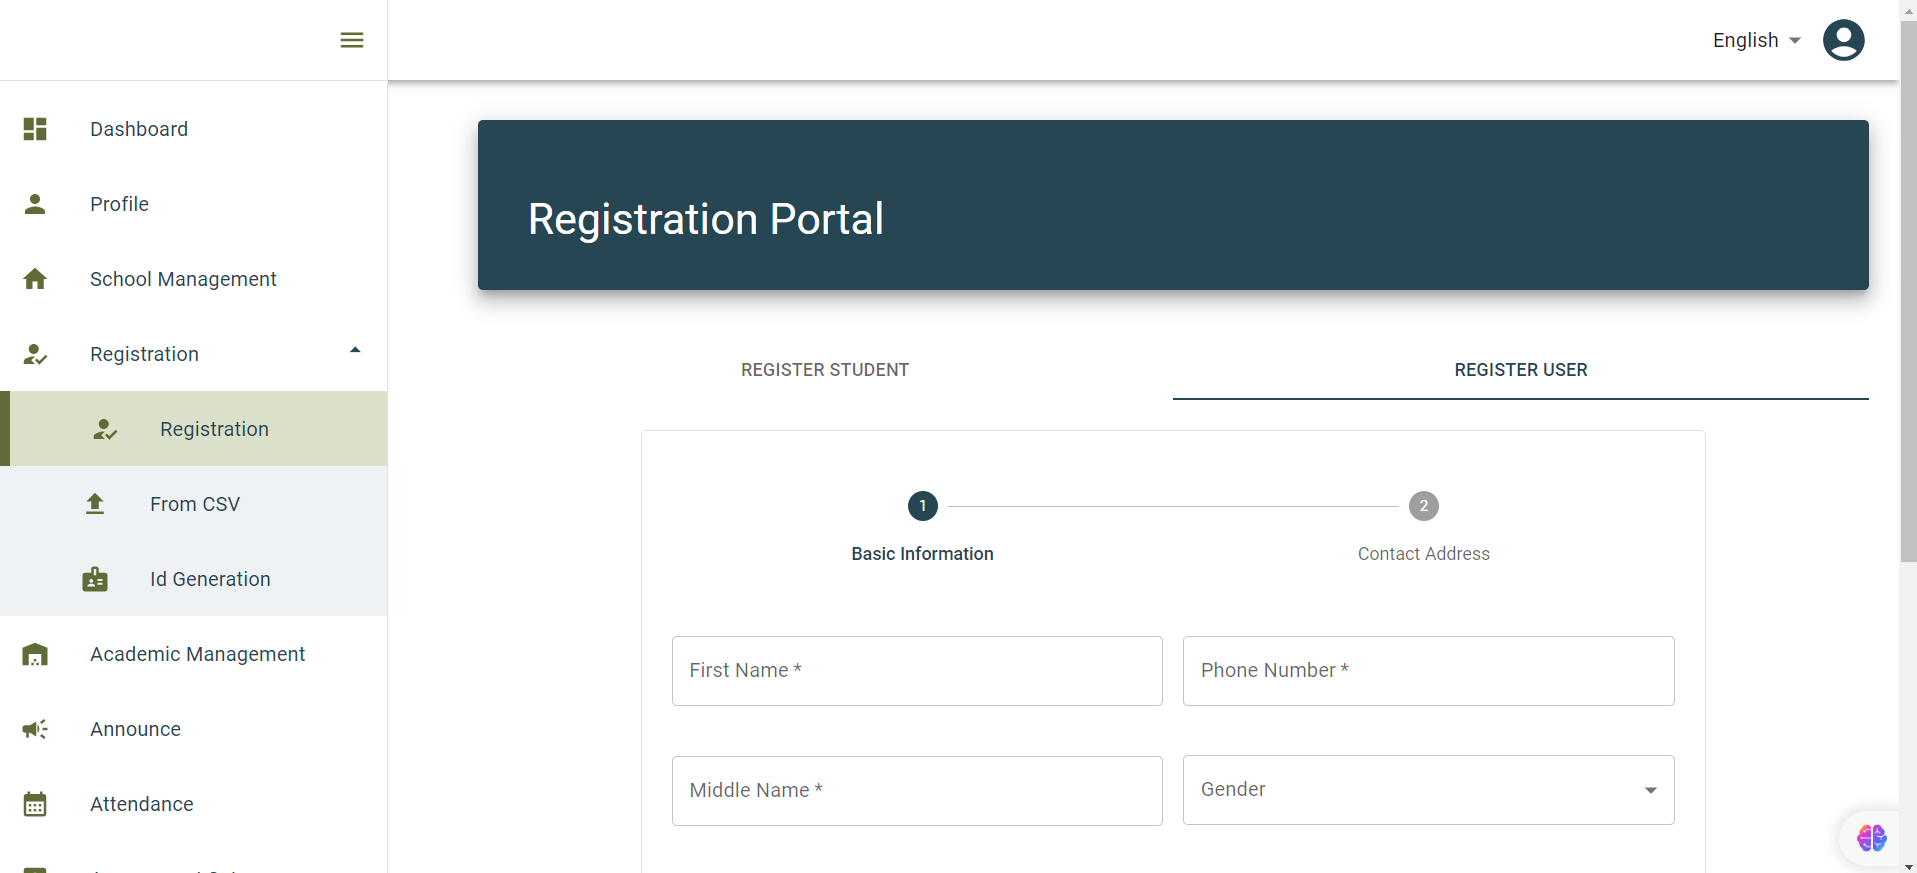 English
Dashboard
Profile
School Management
Registration
Registration
From CSV
Id Generation
Academic Management
Announce
Attendance
Registration Portal
REGISTER STUDENT
REGISTER USER
1
2
Basic Information
Contact Address
First Name *
Phone Number *
Middle Name *
Gender